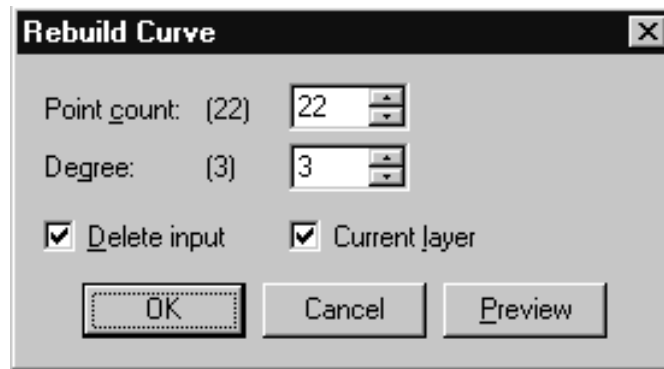 Rebuild Curve
Point count: (22) 22
Degree: (3) 3
Delete input Current layer
OK Cancel Preview